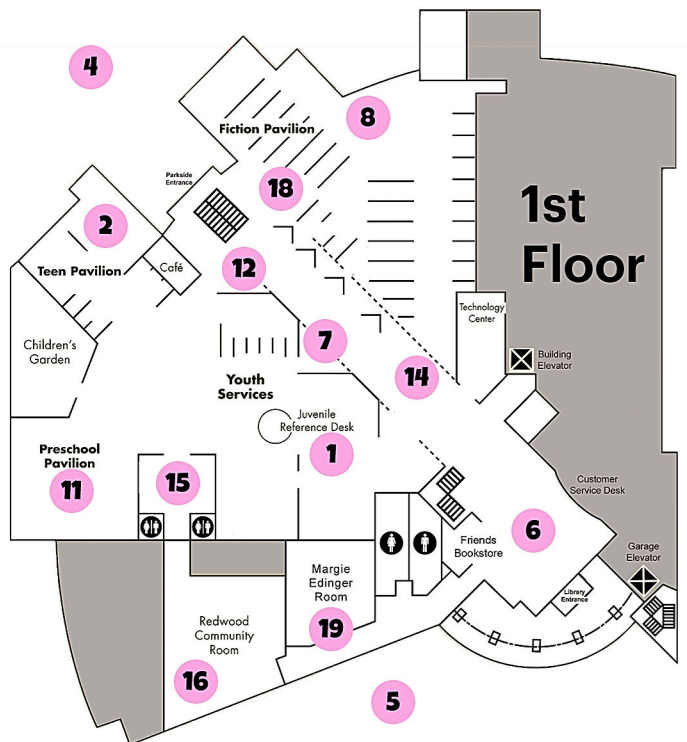 4
8
Fiction Pavilion
Parkside
Entrance
18
1st
Floor
2
Café
12
Teen Pavilion
Technology
Center
Children's
Garden
7
Building
Elevator
14
Youth
Services
Juvenile
Reference Desk
Preschool
Pavilion
1
11
15
Customer
Service Desk
6
Friends
Bookstore
Garage
Elevator
Margie
Edinger
Room
Library
Entrance
Redwood
Community
Room
19
16
5